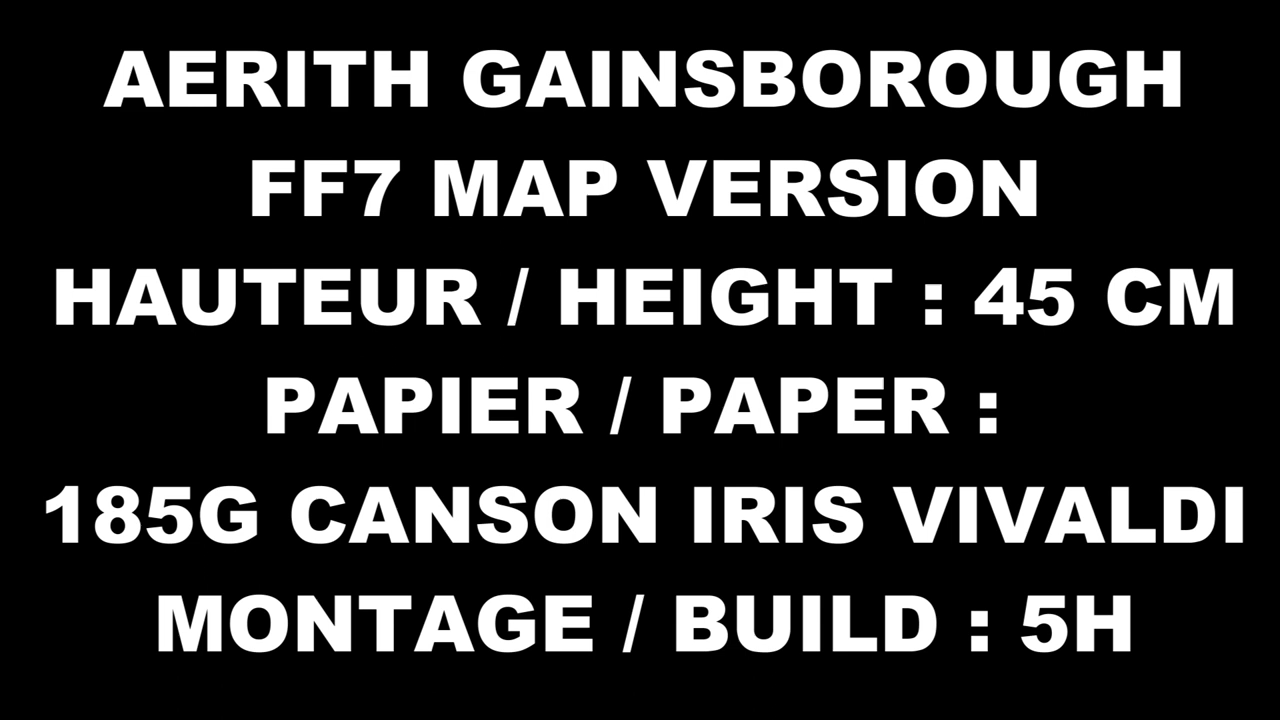 AERITH GAINSBOROUGH
FF7 MAP VERSION
HAUTEUR / HEIGHT : 45 CM
PAPIER / PAPER :
185G CANSON IRIS VIVALDI
MONTAGE / BUILD : 5H